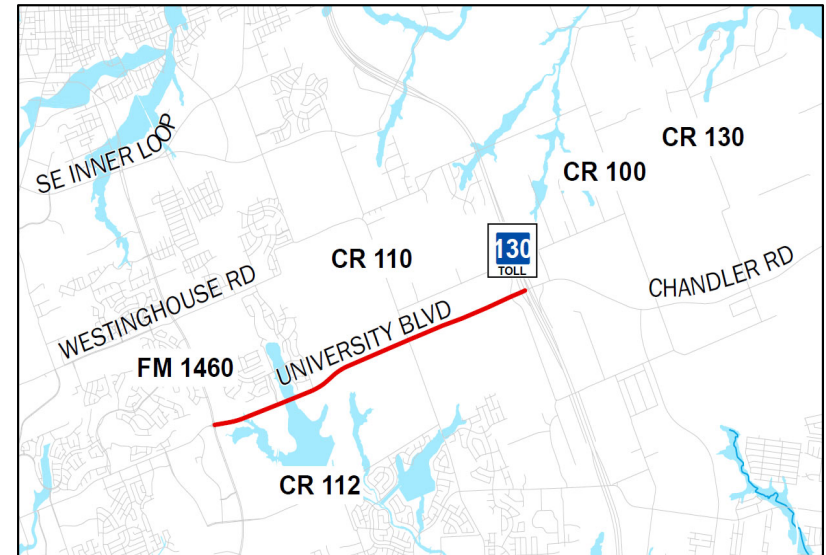 SE INNER LOOP
CR 130
CR 100
130
TOLL
CR 110
CHANDLER RD
WESTINGHOUSE RD
UNIVERSITY BLVD
FM 1460
CR 112